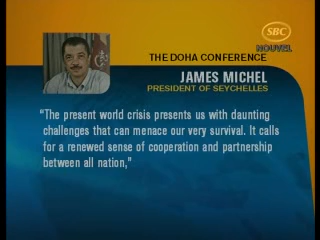 SBC
NOUVEL
THE DOHA CONFERENCE
JAMES MICHEL
PRESIDENT OF SEYCHELLES
“The present world crisis presents us with daunting
challenges that can menace our very survival. It calls
for a renewed sense of cooperation and partnership
between all nation,”